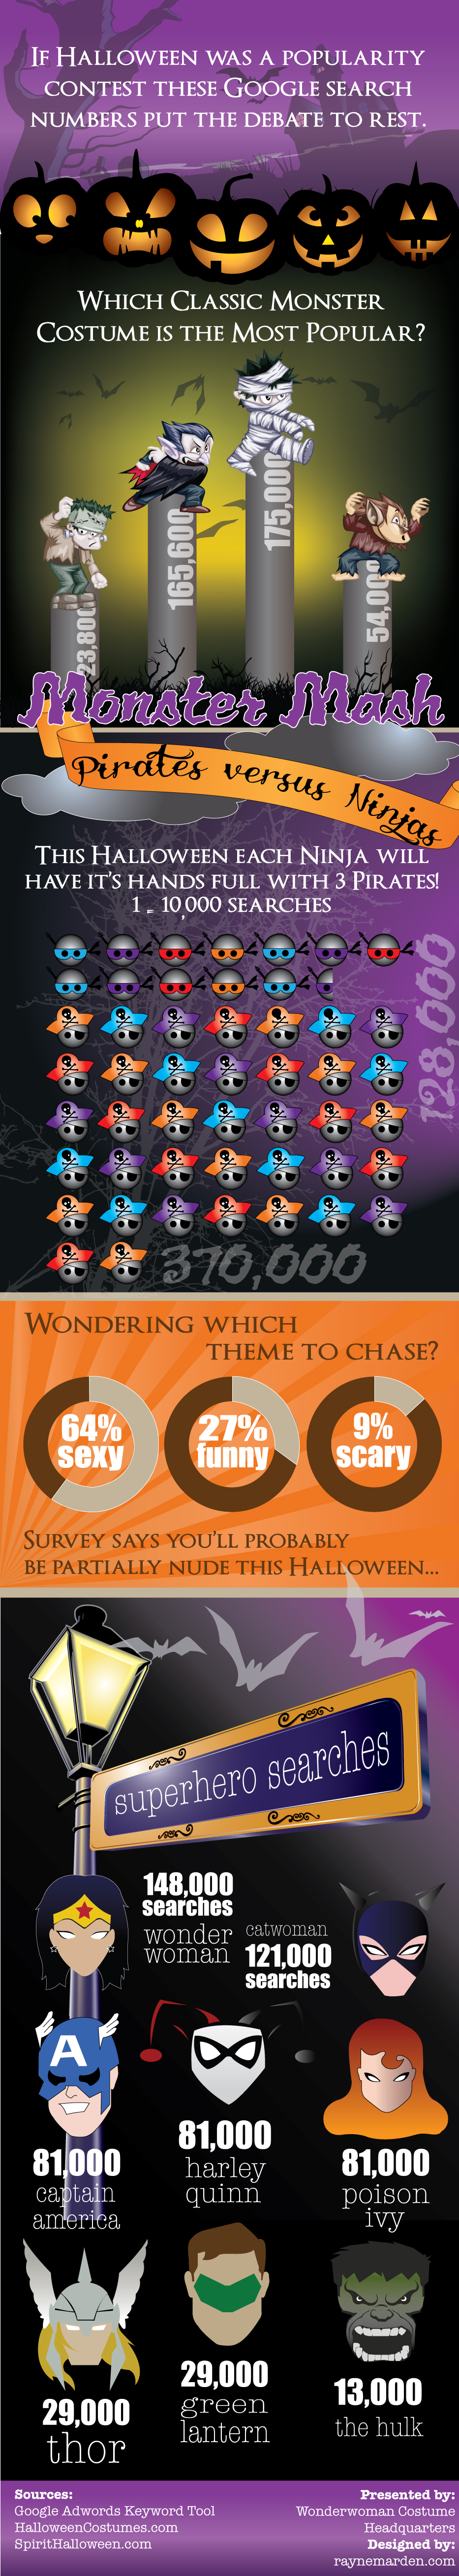 If Halloween was a popularity
contest these Google search
numbers put the debate to rest.
Which Classic Monster
Costume is the Most Popular?
23,800
165,600
175,000
54,000
Monster Mash
Pirates versus Ninjas
This Halloween each Ninja will
have it's hands full with 3 Pirates!
1 = 10,000 searches
128,000
370,000
Wondering which
theme to chase?
64%
sexy
27%
funny
9%
scary
Survey says you'll probably
be partially nude this Halloween...
superhero searches
148,000
searches
wonder
woman
catwoman
121,000
searches
A
81,000
captain
america
81,000
harley
quinn
81,000
poison
ivy
29,000
thor
29,000
green
lantern
13,000
the hulk
Sources:
Google Adwords Keyword Tool
HalloweenCostumes.com
SpiritHalloween.com
Presented by:
Wonderwoman Costume
Headquarters
Designed by:
raynemarden.com